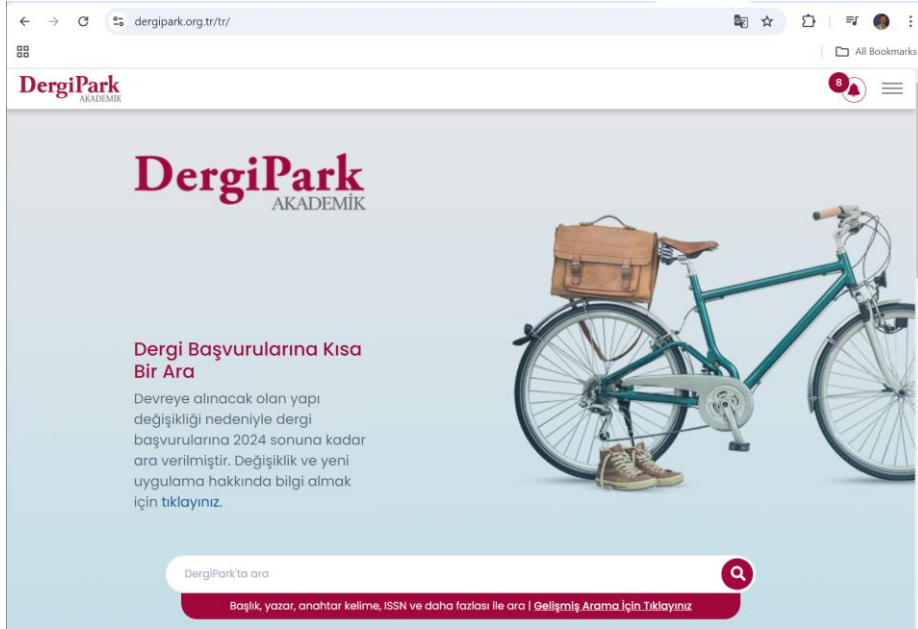 dergipark.org.tr/tr/
All Bookmarks
DergiPark
AKADEMİK
8
DergiPark
AKADEMİK
Dergi Başvurularına Kısa
Bir Ara
Devreye alınacak olan yapı
değişikliği nedeniyle dergi
başvurularına 2024 sonuna kadar
ara verilmiştir. Değişiklik ve yeni
uygulama hakkında bilgi almak
için tıklayınız.
DergiPark'ta ara
Başlık, yazar, anahtar kelime, ISSN ve daha fazlası ile ara | Gelişmiş Arama İçin Tıklayınız